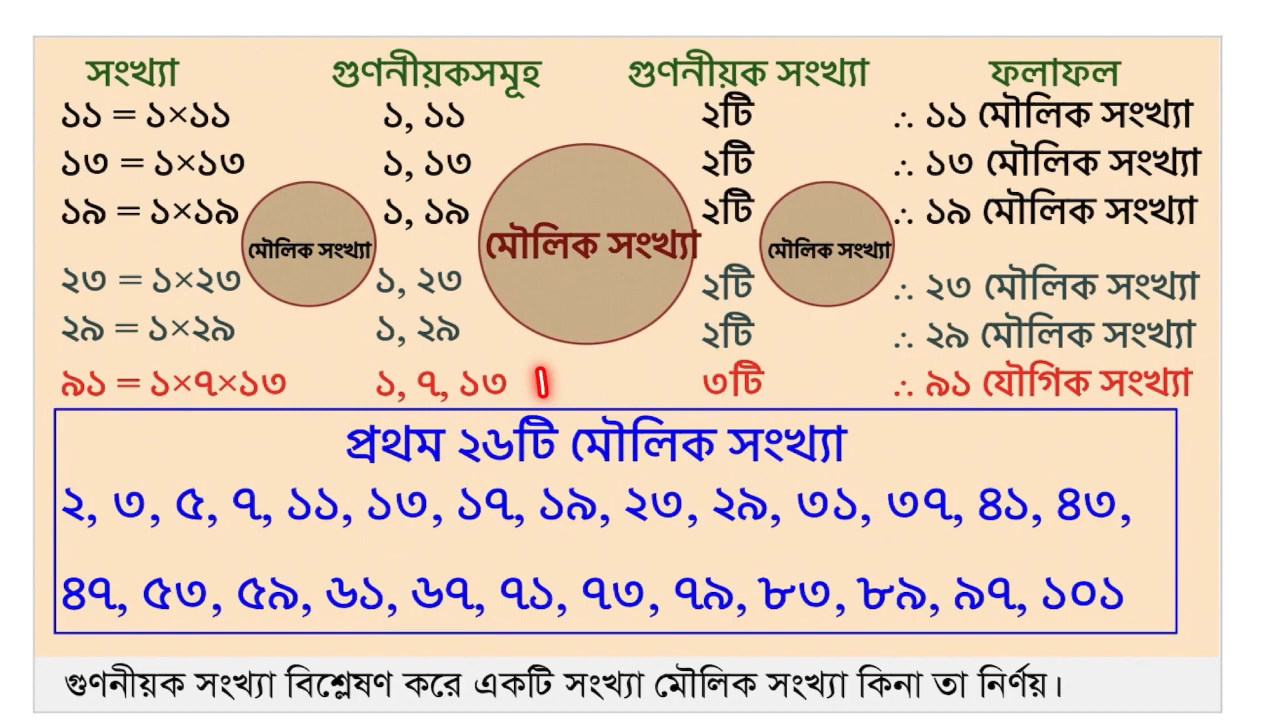 সংখ্যা গুণনীয়কসমূহ গুণনীয়ক সংখ্যা ফলাফল
১১ = ১×১১ ১, ১১ ২টি ∴ ১১ মৌলিক সংখ্যা
১৩ = ১×১৩ ১, ১৩ ২টি ∴ ১৩ মৌলিক সংখ্যা
১৯ = ১×১৯ ১, ১৯ ২টি ∴ ১৯ মৌলিক সংখ্যা
মৌলিক সংখ্যা মৌলিক সংখ্যা মৌলিক সংখ্যা
২৩ = ১×২৩ ১, ২৩ ২টি ∴ ২৩ মৌলিক সংখ্যা
২৯ = ১×২৯ ১, ২৯ ২টি ∴ ২৯ মৌলিক সংখ্যা
৯১ = ১×৭×১৩ ১, ৭, ১৩ ৩টি ∴ ৯১ যৌগিক সংখ্যা
প্রথম ২৬টি মৌলিক সংখ্যা
২, ৩, ৫, ৭, ১১, ১৩, ১৭, ১৯, ২৩, ২৯, ৩১, ৩৭, ৪১, ৪৩,
৪৭, ৫৩, ৫৯, ৬১, ৬৭, ৭১, ৭৩, ৭৯, ৮৩, ৮৯, ৯৭, ১০১
গুণনীয়ক সংখ্যা বিশ্লেষণ করে একটি সংখ্যা মৌলিক সংখ্যা কিনা তা নির্ণয়।